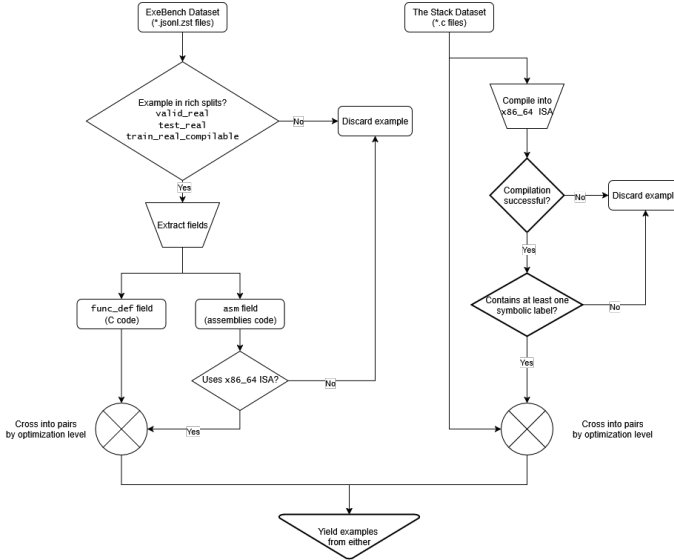 ExeBench Dataset
(*.jsonl.zst files)
The Stack Dataset
(*.c files)
Example in rich splits?
valid_real
test_real
train_real_compilable
No
Discard example
Compile into
x86_64 ISA
Yes
Compilation
successful?
No
Discard example
Extract fields
Yes
func_def field
(C code)
asm field
(assemblies code)
Contains at least one
symbolic label?
No
Yes
Uses x86_64 ISA?
No
Cross into pairs
by optimization level
Yes
Cross into pairs
by optimization level
Yield examples
from either